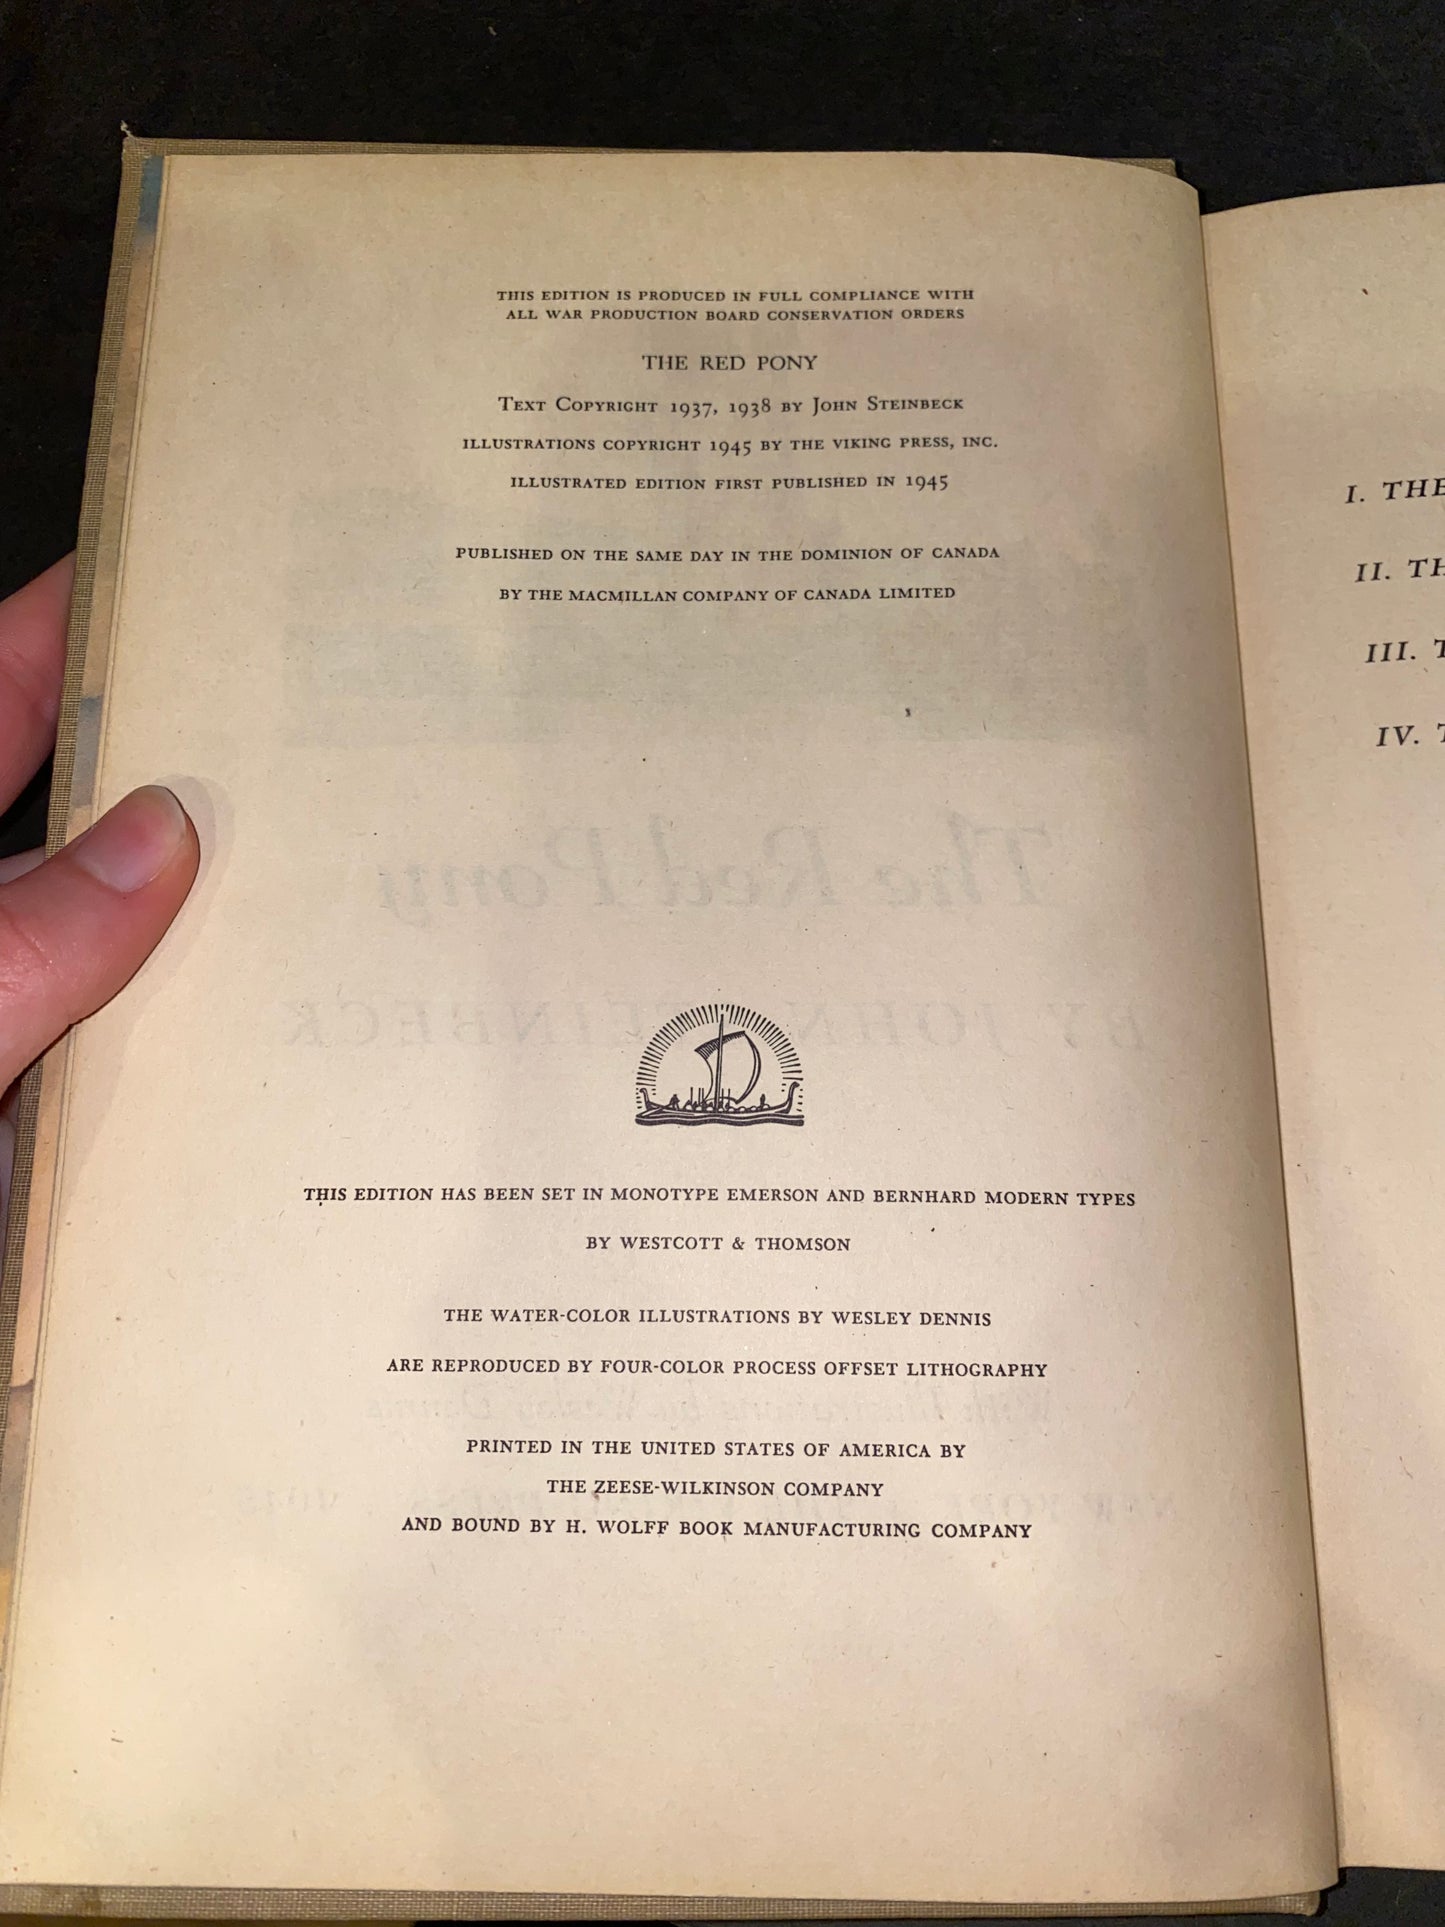 THIS EDITION IS PRODUCED IN FULL COMPLIANCE WITH
ALL WAR PRODUCTION BOARD CONSERVATION ORDERS
THE RED PONY
TEXT COPYRIGHT 1937, 1938 BY JOHN STEINBECK
ILLUSTRATIONS COPYRIGHT 1945 BY THE VIKING PRESS, INC.
ILLUSTRATED EDITION FIRST PUBLISHED IN 1945
PUBLISHED ON THE SAME DAY IN THE DOMINION OF CANADA
BY THE MACMILLAN COMPANY OF CANADA LIMITED
THIS EDITION HAS BEEN SET IN MONOTYPE EMERSON AND BERNHARD MODERN TYPES
BY WESTCOTT & THOMSON
THE WATER-COLOR ILLUSTRATIONS BY WESLEY DENNIS
ARE REPRODUCED BY FOUR-COLOR PROCESS OFFSET LITHOGRAPHY
PRINTED IN THE UNITED STATES OF AMERICA BY
THE ZEESE-WILKINSON COMPANY
AND BOUND BY H. WOLFF BOOK MANUFACTURING COMPANY
I. THE
II. TH
III. T
IV. T